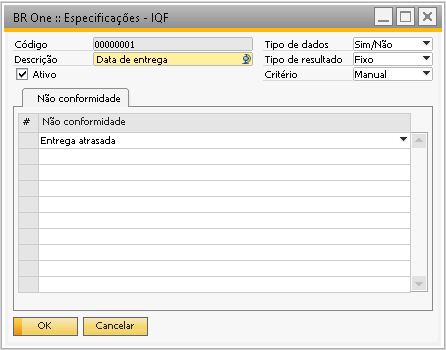 BR One :: Especificações - IQF
Código 00000001 Tipo de dados Sim/Não
Descrição Data de entrega Tipo de resultado Fixo
Ativo Critério Manual
Não conformidade
# Não conformidade
Entrega atrasada
OK Cancelar